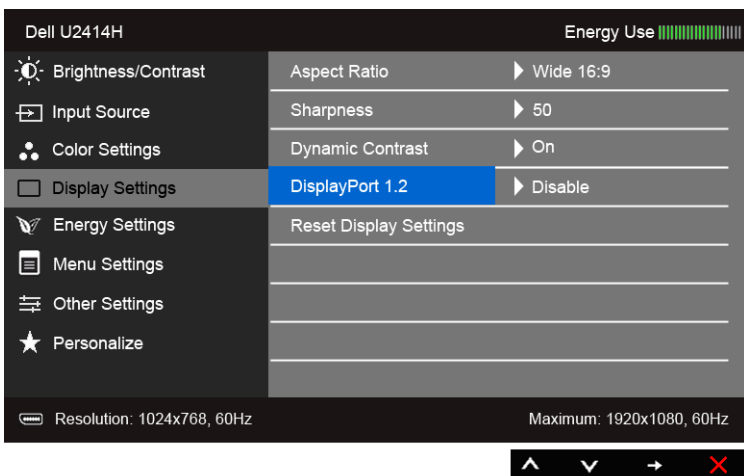 Dell U2414H Energy Use
Brightness/Contrast Aspect Ratio Wide 16:9
Input Source Sharpness 50
Color Settings Dynamic Contrast On
Display Settings DisplayPort 1.2 Disable
Energy Settings Reset Display Settings
Menu Settings
Other Settings
Personalize
Resolution: 1024x768, 60Hz Maximum: 1920x1080, 60Hz